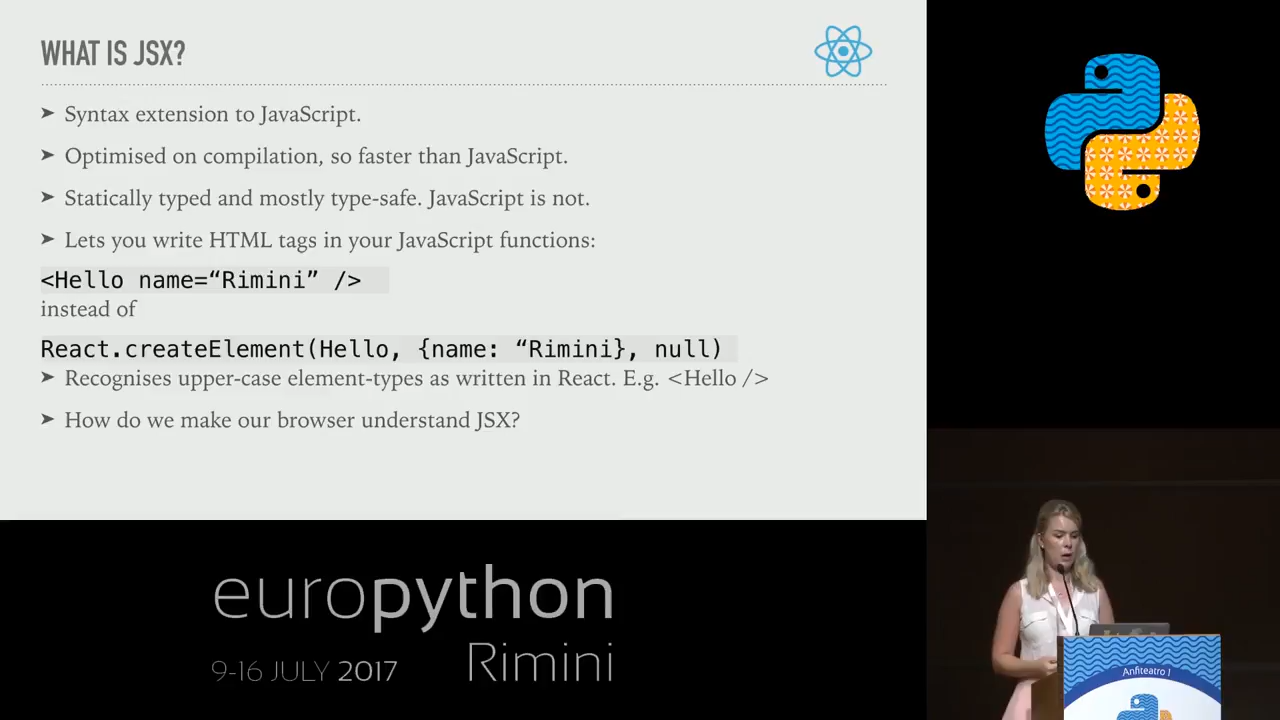 WHAT IS JSX?
➤ Syntax extension to JavaScript.
➤ Optimised on compilation, so faster than JavaScript.
➤ Statically typed and mostly type-safe. JavaScript is not.
➤ Lets you write HTML tags in your JavaScript functions:
<Hello name=“Rimini” />
instead of
React.createElement(Hello, {name: “Rimini}, null)
➤ Recognises upper-case element-types as written in React. E.g. <Hello />
➤ How do we make our browser understand JSX?
europython
9-16 JULY 2017 Rimini
Anfiteatro 1